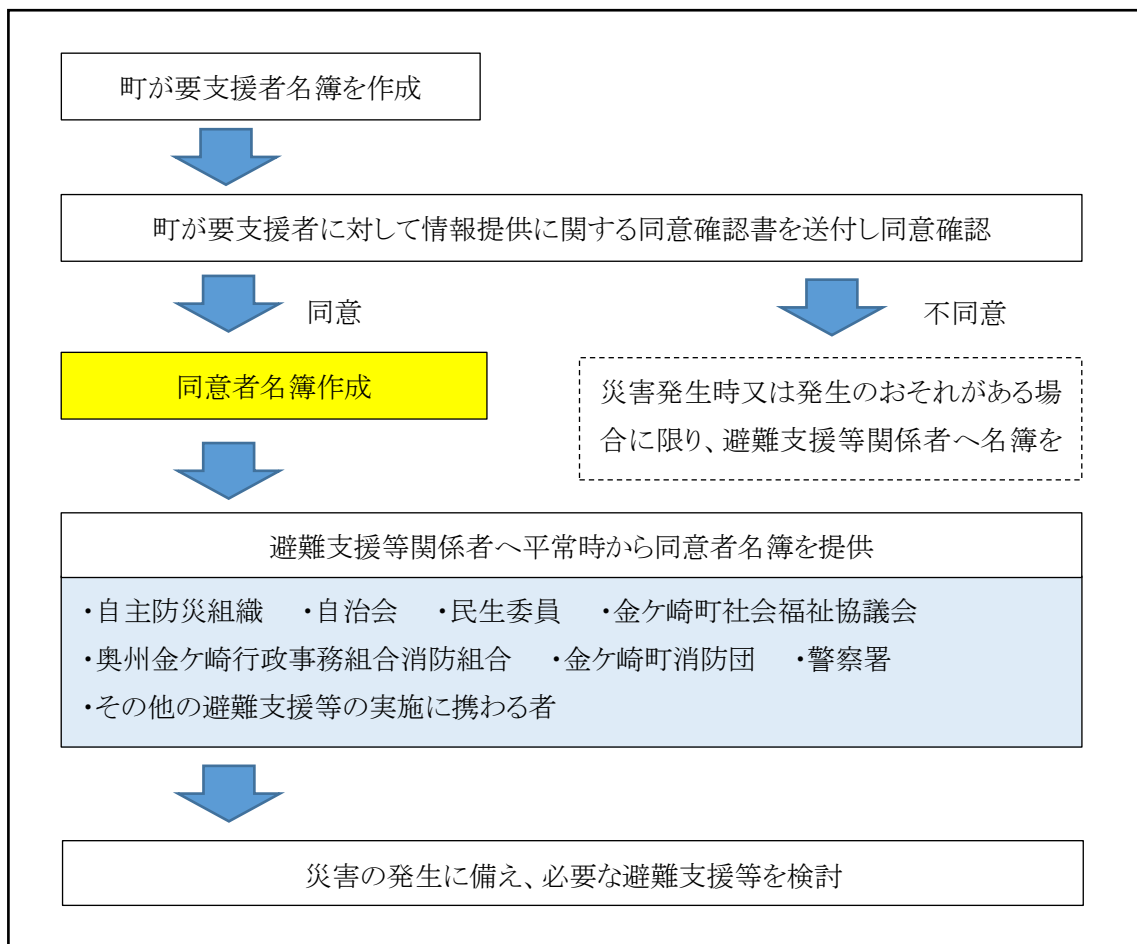 町が要支援者名簿を作成
町が要支援者に対して情報提供に関する同意確認書を送付し同意確認
同意
不同意
同意者名簿作成
災害発生時又は発生のおそれがある場
合に限り、避難支援等関係者へ名簿を
避難支援等関係者へ平常時から同意者名簿を提供
・自主防災組織 ・自治会 ・民生委員 ・金ケ崎町社会福祉協議会
・奥州金ケ崎行政事務組合消防組合 ・金ケ崎町消防団 ・警察署
・その他の避難支援等の実施に携わる者
災害の発生に備え、必要な避難支援等を検討